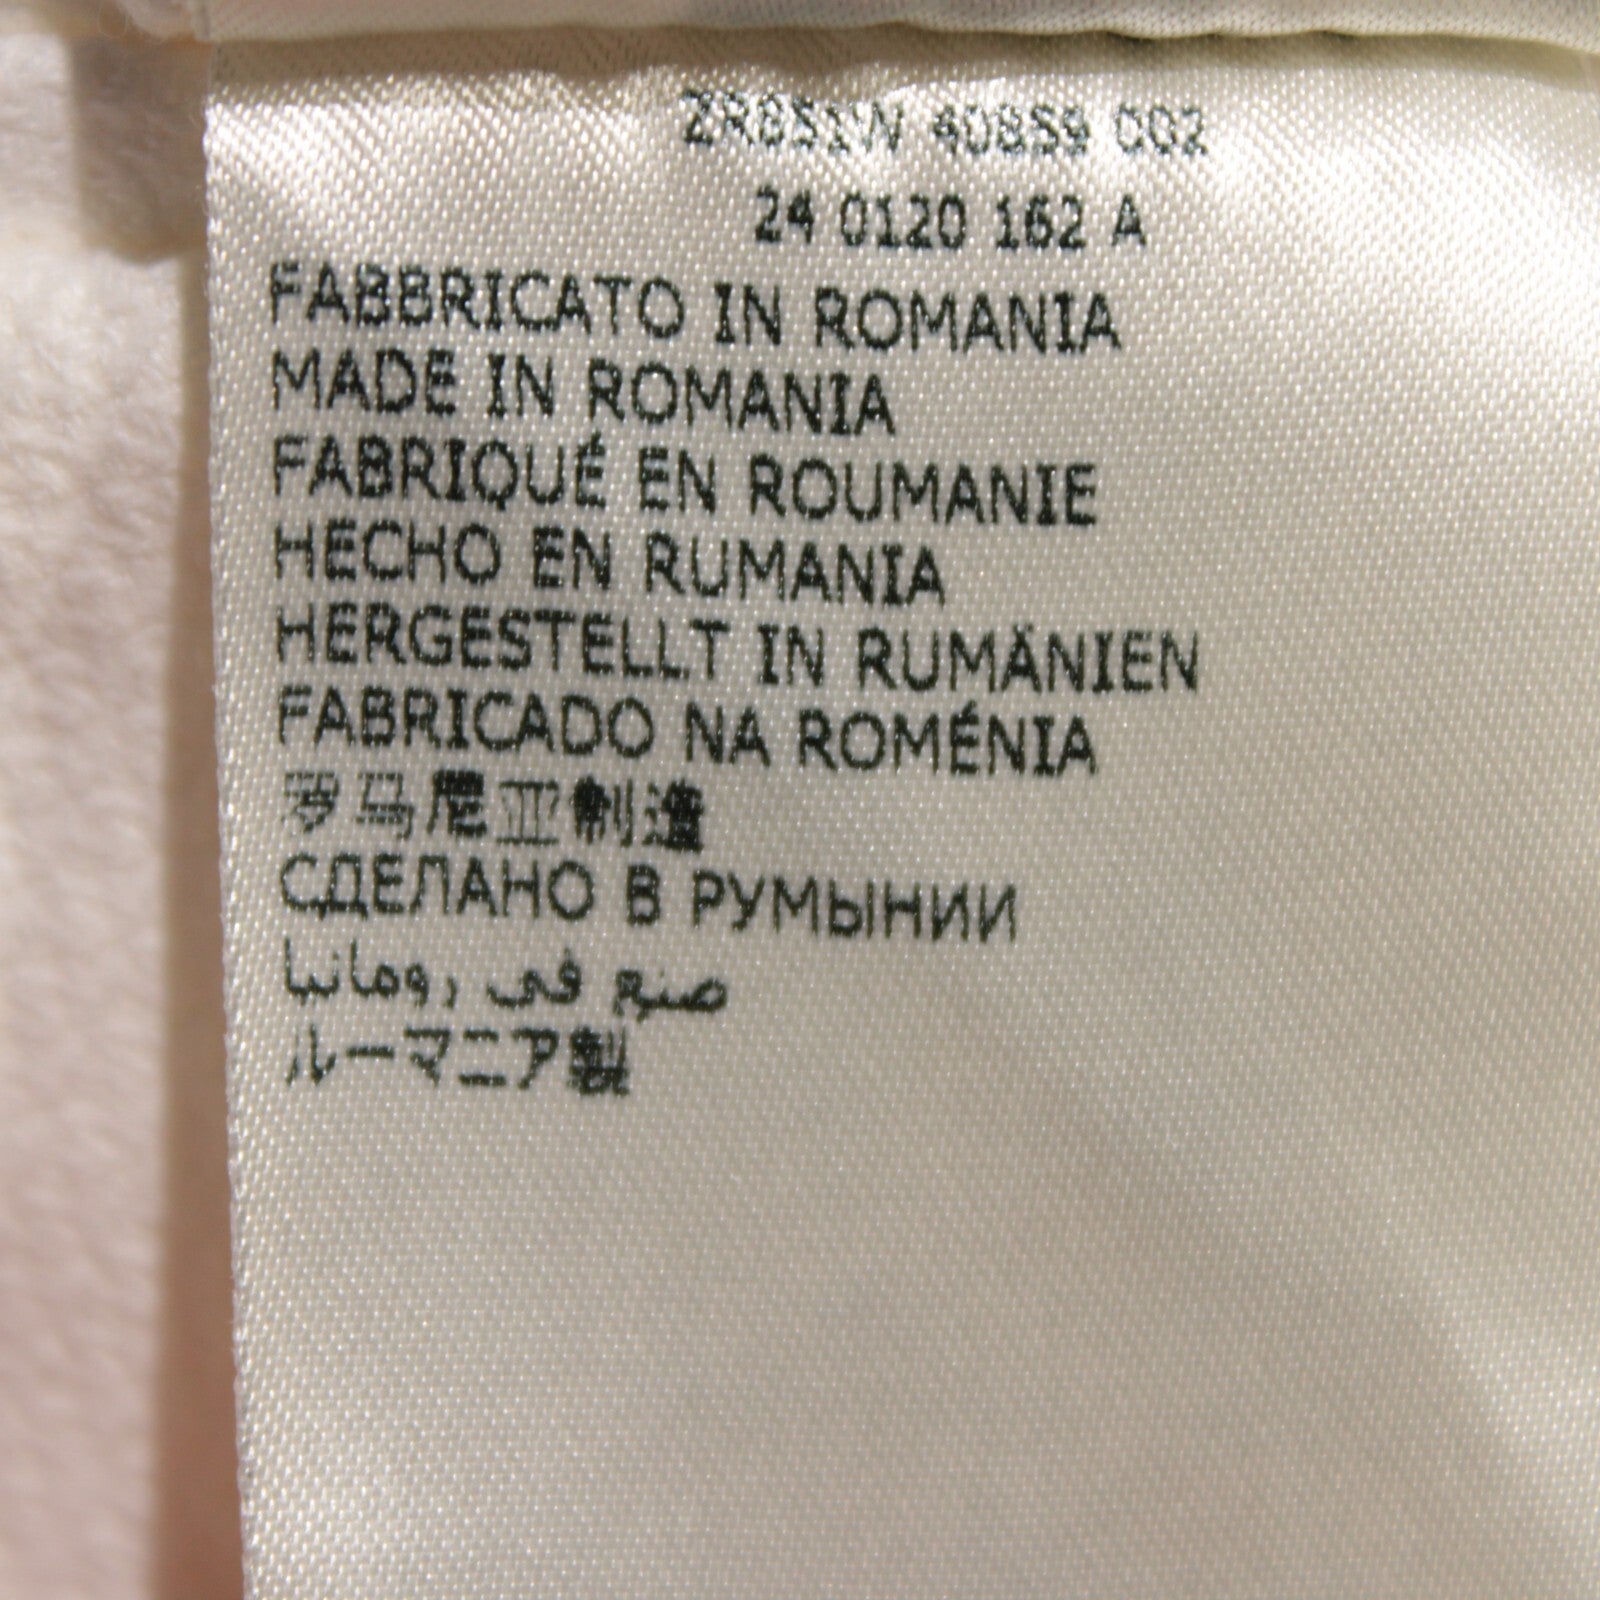 ZR851W 40859 002
24 0120 162 A
FABBRICATO IN ROMANIA
MADE IN ROMANIA
FABRIQUÉ EN ROUMANIE
HECHO EN RUMANIA
HERGESTELLT IN RUMÄNIEN
FABRICADO NA ROMÉNIA
罗马尼亚制造
СДЕЛАНО В РУМЫНИИ
صنع في رومانيا
ルーマニア製